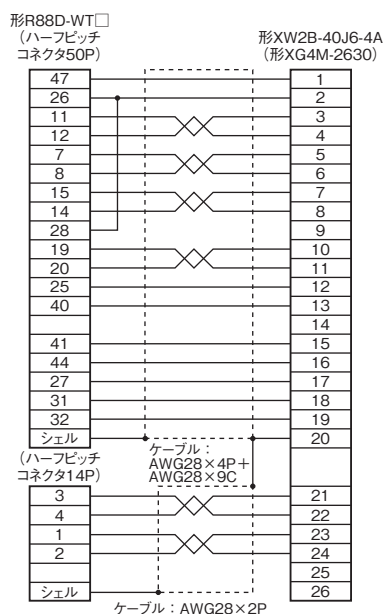 形R88D-WT□
(ハーフピッチ
コネクタ50P)
形XW2B-40J6-4A
(形XG4M-2630)
47 1
26 2
11 3
12 4
7 5
8 6
15 7
14 8
28 9
19 10
20 11
25 12
40 13
14
41 15
44 16
27 17
31 18
32 19
シェル 20
ケーブル:
AWG28×4P+
AWG28×9C
(ハーフピッチ
コネクタ14P)
3 21
4 22
1 23
2 24
25
シェル 26
ケーブル:AWG28×2P